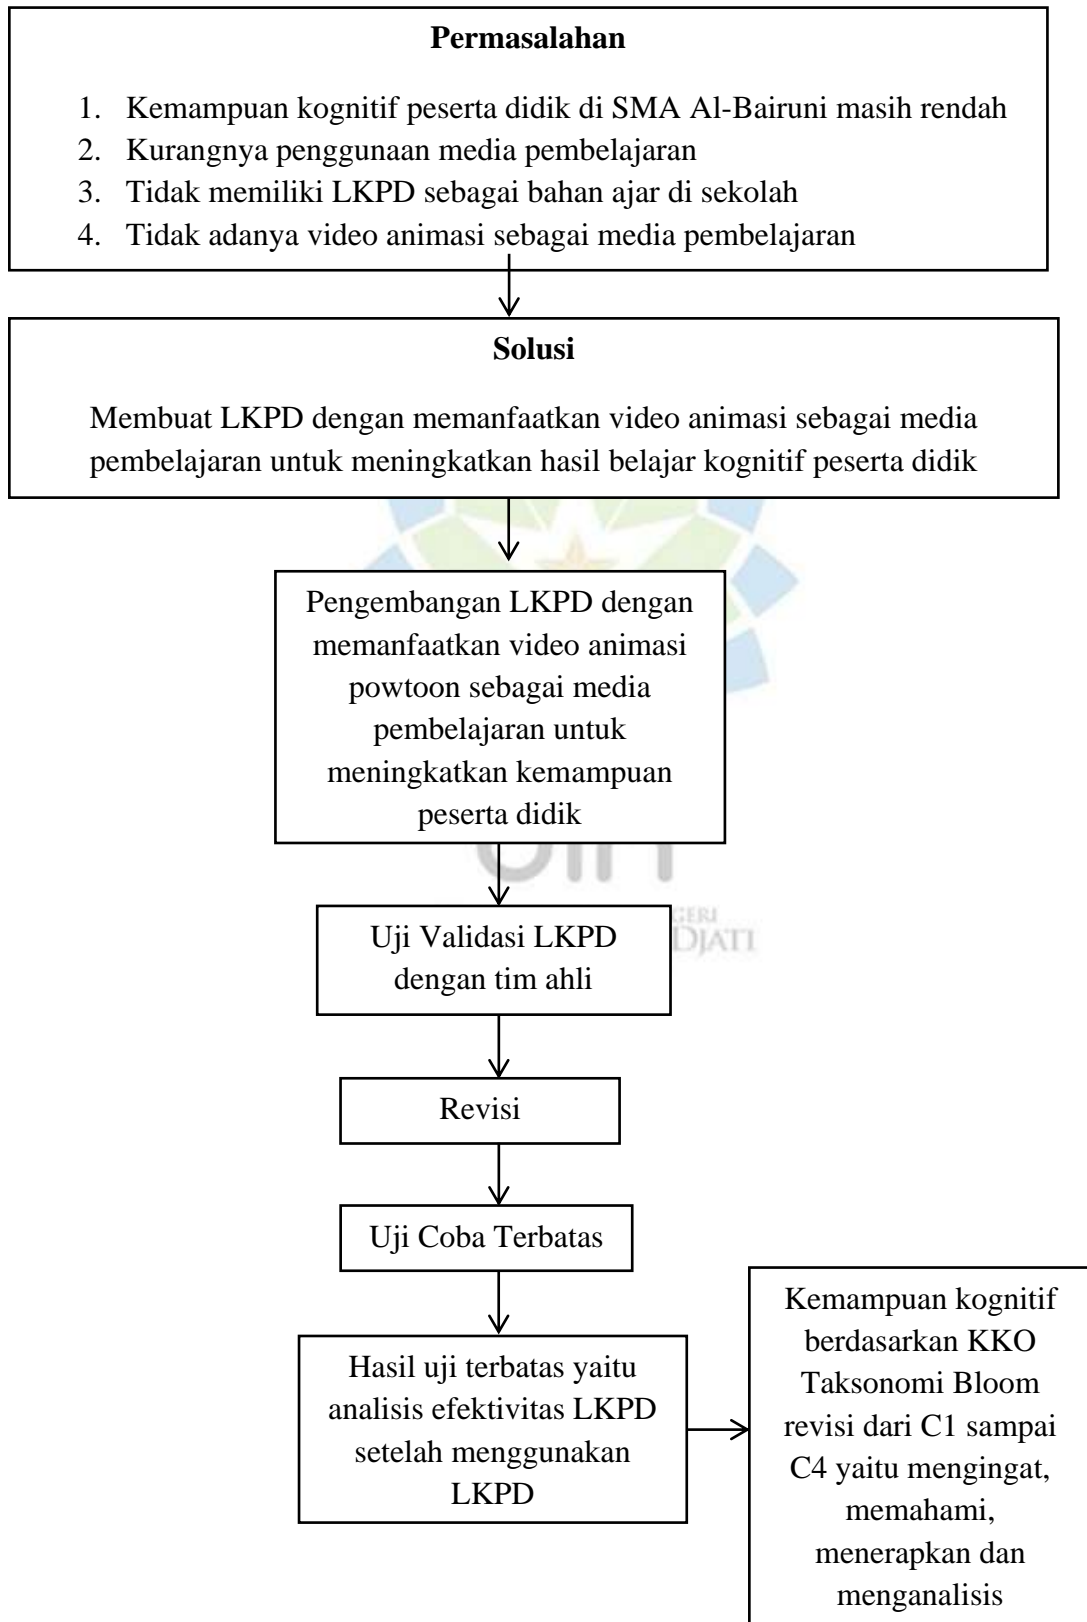 Permasalahan
1. Kemampuan kognitif peserta didik di SMA Al-Bairuni masih rendah
2. Kurangnya penggunaan media pembelajaran
3. Tidak memiliki LKPD sebagai bahan ajar di sekolah
4. Tidak adanya video animasi sebagai media pembelajaran
Solusi
Membuat LKPD dengan memanfaatkan video animasi sebagai media
pembelajaran untuk meningkatkan hasil belajar kognitif peserta didik
Pengembangan LKPD dengan
memanfaatkan video animasi
powtoon sebagai media
pembelajaran untuk
meningkatkan kemampuan
peserta didik
Uji Validasi LKPD
dengan tim ahli
DJATI
Revisi
Uji Coba Terbatas
Hasil uji terbatas yaitu
analisis efektivitas LKPD
setelah menggunakan
LKPD
Kemampuan kognitif
berdasarkan KKO
Taksonomi Bloom
revisi dari C1 sampai
C4 yaitu mengingat,
memahami,
menerapkan dan
menganalisis